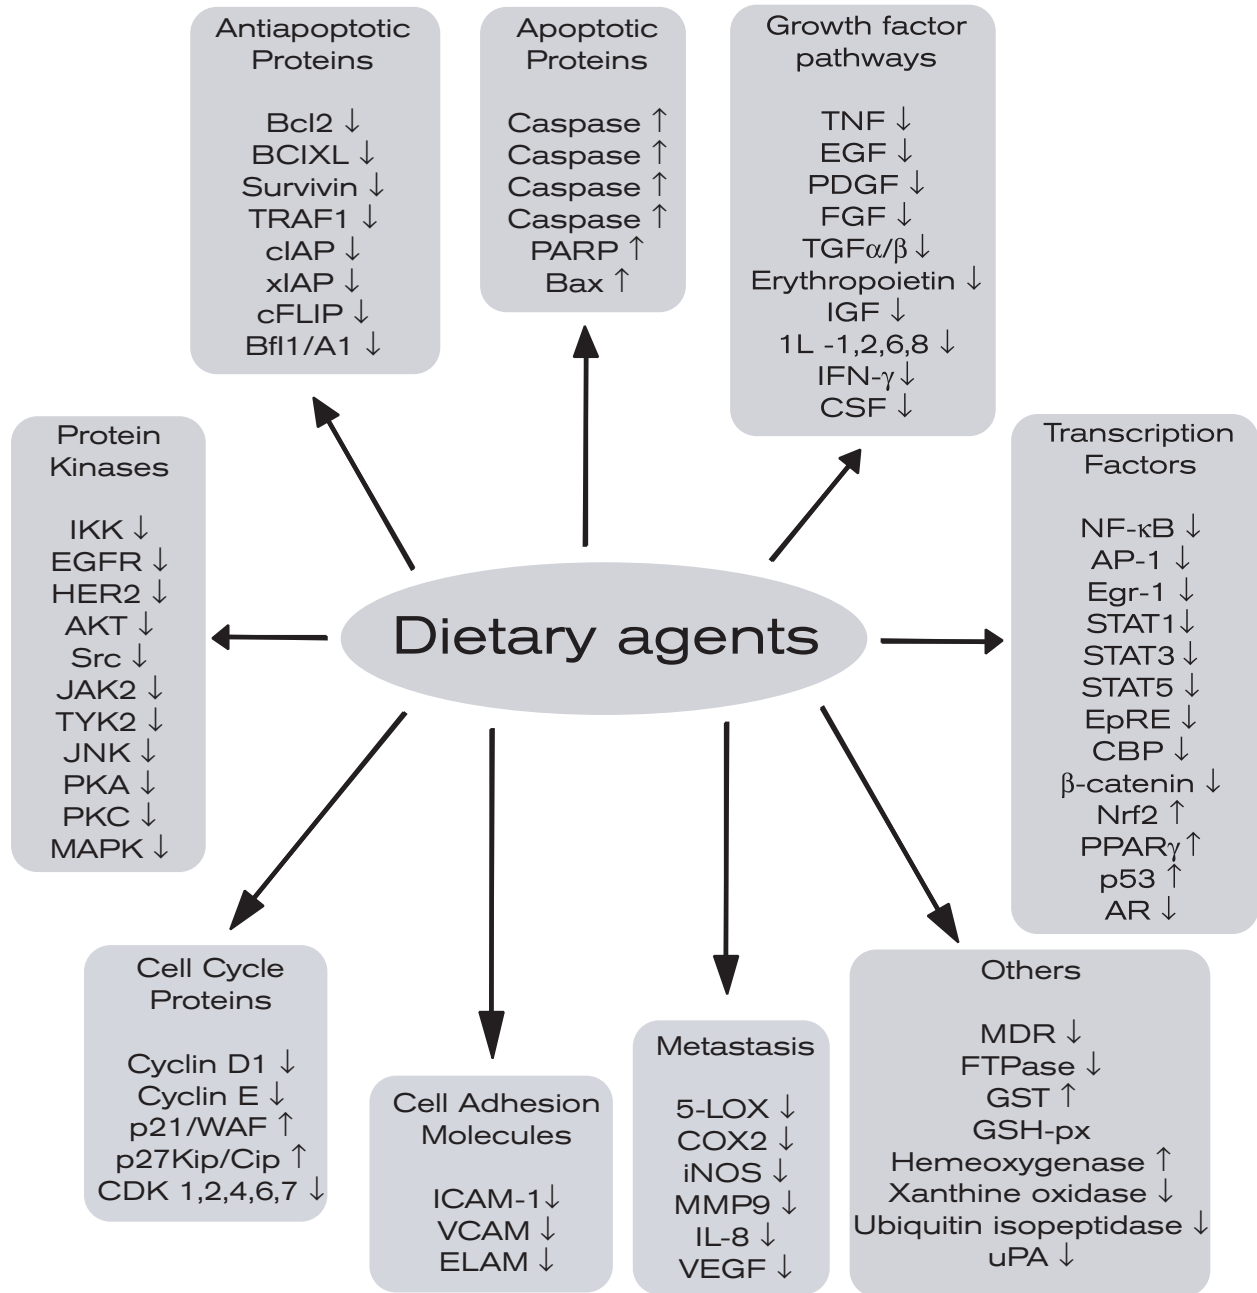 Antiapoptotic
Proteins
Bcl2 ↓
BCIXL ↓
Survivin ↓
TRAF1 ↓
cIAP ↓
xIAP ↓
cFLIP ↓
Bfl1/A1 ↓
Apoptotic
Proteins
Caspase ↑
Caspase ↑
Caspase ↑
Caspase ↑
PARP ↑
Bax ↑
Growth factor
pathways
TNF ↓
EGF ↓
PDGF ↓
FGF ↓
TGFα/β ↓
Erythropoietin ↓
IGF ↓
1L -1,2,6,8 ↓
IFN-γ ↓
CSF ↓
Protein
Kinases
IKK ↓
EGFR ↓
HER2 ↓
AKT ↓
Src ↓
JAK2 ↓
TYK2 ↓
JNK ↓
PKA ↓
PKC ↓
MAPK ↓
Dietary agents
Transcription
Factors
NF-κB ↓
AP-1 ↓
Egr-1 ↓
STAT1↓
STAT3 ↓
STAT5 ↓
EpRE ↓
CBP ↓
β-catenin ↓
Nrf2 ↑
PPARγ ↑
p53 ↑
AR ↓
Cell Cycle
Proteins
Cyclin D1 ↓
Cyclin E ↓
p21/WAF ↑
p27Kip/Cip ↑
CDK 1,2,4,6,7 ↓
Cell Adhesion
Molecules
ICAM-1↓
VCAM ↓
ELAM ↓
Metastasis
5-LOX ↓
COX2 ↓
iNOS ↓
MMP9 ↓
IL-8 ↓
VEGF ↓
Others
MDR ↓
FTPase ↓
GST ↑
GSH-px
Hemeoxygenase ↑
Xanthine oxidase ↓
Ubiquitin isopeptidase ↓
uPA ↓